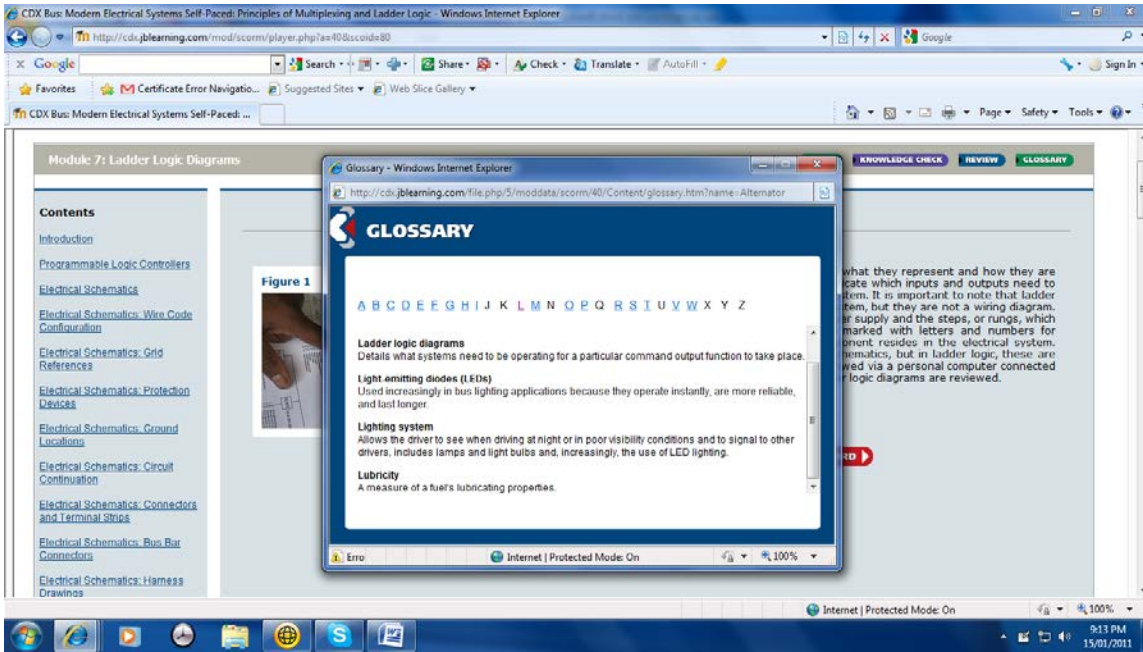 CDX Bus: Modern Electrical Systems Self-Paced: Principles of Multiplexing and Ladder Logic - Windows Internet Explorer
http://cdx.jblearning.com/mod/scorm/player.php?a=40&scoid=80
Google
x Google
Search
Share
Check
Translate
AutoFill
Sign In
Favorites
Certificate Error Navigatio...
Suggested Sites
Web Slice Gallery
CDX Bus: Modern Electrical Systems Self-Paced: ...
Page
Safety
Tools
Module 7: Ladder Logic Diagrams
KNOWLEDGE CHECK
REVIEW
GLOSSARY
Contents
Introduction
Programmable Logic Controllers
Electrical Schematics
Electrical Schematics: Wire Code
Configuration
Electrical Schematics: Grid
References
Electrical Schematics: Protection
Devices
Electrical Schematics: Ground
Locations
Electrical Schematics: Circuit
Continuation
Electrical Schematics: Connectors
and Terminal Strips
Electrical Schematics: Bus Bar
Connectors
Electrical Schematics: Harness
Drawings
Figure 1
Glossary - Windows Internet Explorer
http://cdx.jblearning.com/file.php/5/moddata/scorm/40/Content/glossary.htm?name=Alternator
GLOSSARY
A B C D E F G H I J K L M N O P Q R S T U V W X Y Z
Ladder logic diagrams
Details what systems need to be operating for a particular command output function to take place.
Light-emitting diodes (LEDs)
Used increasingly in bus lighting applications because they operate instantly, are more reliable,
and last longer.
Lighting system
Allows the driver to see when driving at night or in poor visibility conditions and to signal to other
drivers, includes lamps and light bulbs and, increasingly, the use of LED lighting.
Lubricity
A measure of a fuel's lubricating properties.
Erro
Internet | Protected Mode: On
100%
what they represent and how they are
cate which inputs and outputs need to
tem. It is important to note that ladder
tem, but they are not a wiring diagram.
er supply and the steps, or rungs, which
marked with letters and numbers for
onent resides in the electrical system.
hematics, but in ladder logic, these are
wed via a personal computer connected
r logic diagrams are reviewed.
RD
Internet | Protected Mode: On
100%
9:13 PM
15/01/2011